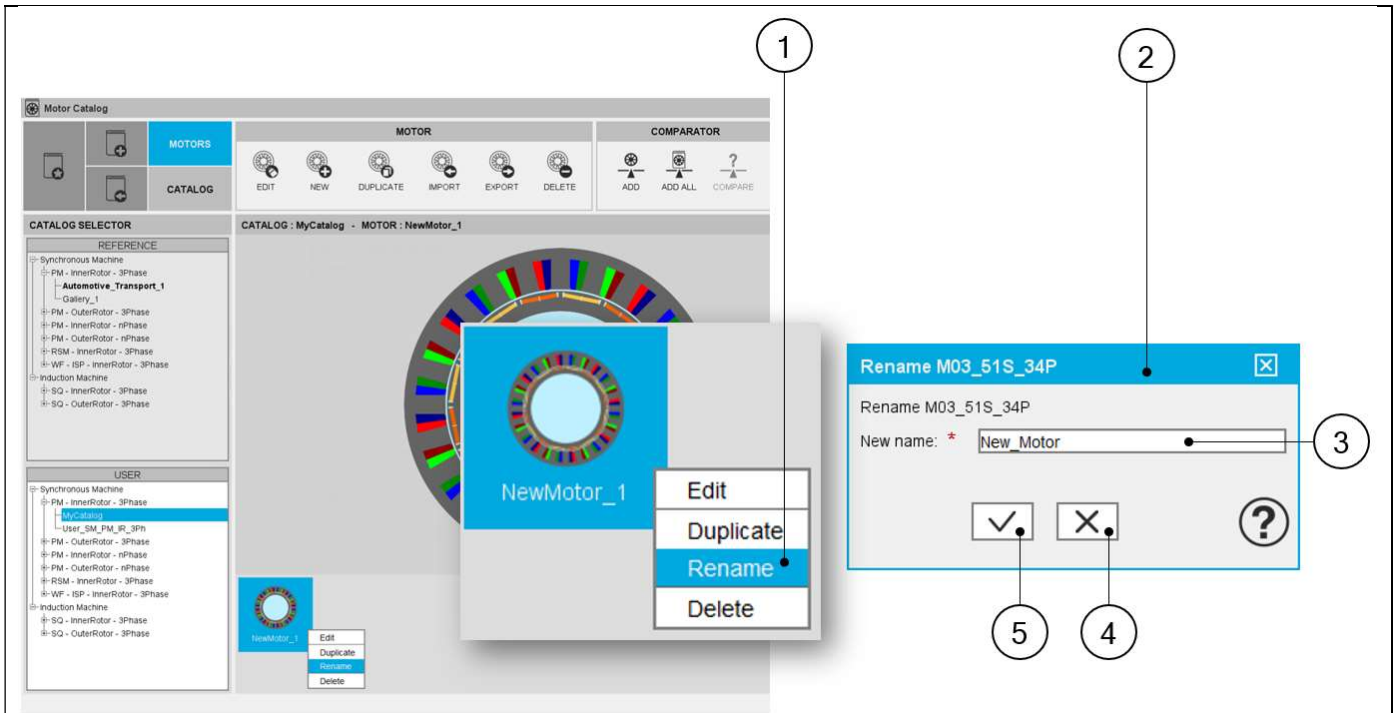 1
2
Motor Catalog
MOTORS
CATALOG
MOTOR
EDIT
NEW
DUPLICATE
IMPORT
EXPORT
DELETE
COMPARATOR
ADD
ADD ALL
?
COMPARE
CATALOG SELECTOR
REFERENCE
Synchronous Machine
PM - InnerRotor - 3Phase
Automotive_Transport_1
Gallery_1
PM - OuterRotor - 3Phase
PM - InnerRotor - nPhase
PM - OuterRotor - nPhase
RSM - InnerRotor - 3Phase
WF - ISP - InnerRotor - 3Phase
Induction Machine
SQ - InnerRotor - 3Phase
SQ - OuterRotor - 3Phase
USER
Synchronous Machine
PM - InnerRotor - 3Phase
MyCatalog
User_SM_PM_IR_3Ph
PM - OuterRotor - 3Phase
PM - InnerRotor - nPhase
PM - OuterRotor - nPhase
RSM - InnerRotor - 3Phase
WF - ISP - InnerRotor - 3Phase
Induction Machine
SQ - InnerRotor - 3Phase
SQ - OuterRotor - 3Phase
CATALOG : MyCatalog - MOTOR : NewMotor_1
NewMotor_1
Edit
Duplicate
Rename
Delete
NewMotor_1
Edit
Duplicate
Rename
Delete
Rename M03_51S_34P
Rename M03_51S_34P
New name: * New_Motor
3
?
5
4